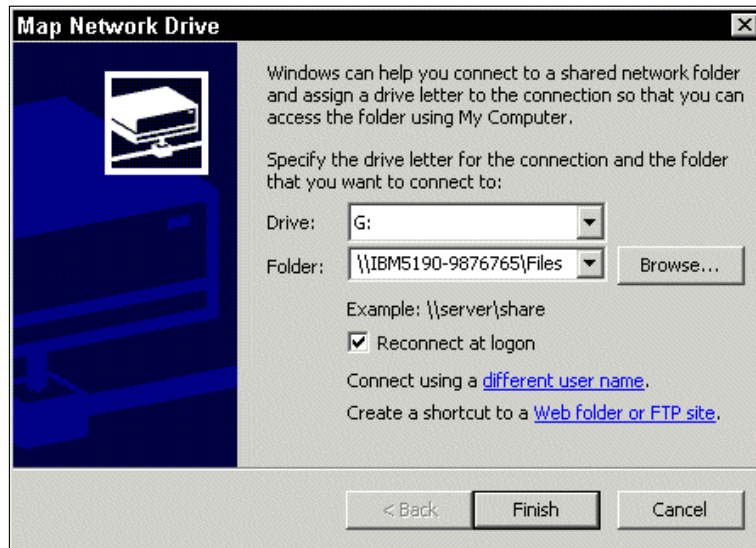 Map Network Drive
Windows can help you connect to a shared network folder
and assign a drive letter to the connection so that you can
access the folder using My Computer.
Specify the drive letter for the connection and the folder
that you want to connect to:
Drive: G:
Folder: \\IBM5190-9876765\Files Browse...
Example: \\server\share
Reconnect at logon
Connect using a different user name.
Create a shortcut to a Web folder or FTP site.
< Back Finish Cancel